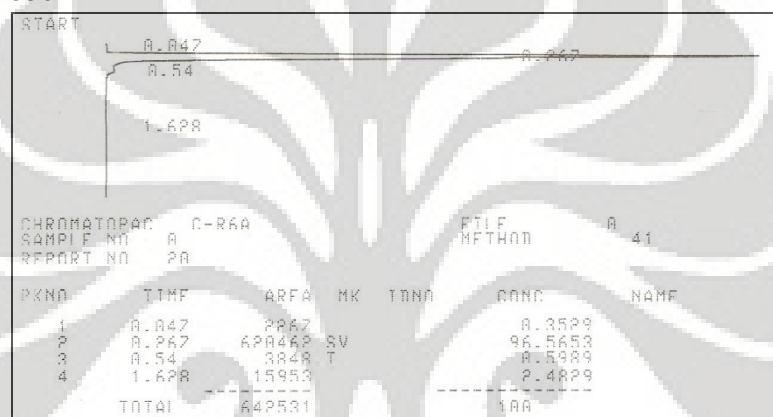 START
0.047
0.267
0.54
1.628
CHROMATOPAC C-R6A FILE 0
SAMPLE NO 0 METHOD 41
REPORT NO 20
PKNO TIME AREA MK IDNO CONC NAME
1 0.047 2267 0.3529
2 0.267 620462 SV 96.5653
3 0.54 3848 T 0.5989
4 1.628 15953 2.4829
TOTAL 642531 100